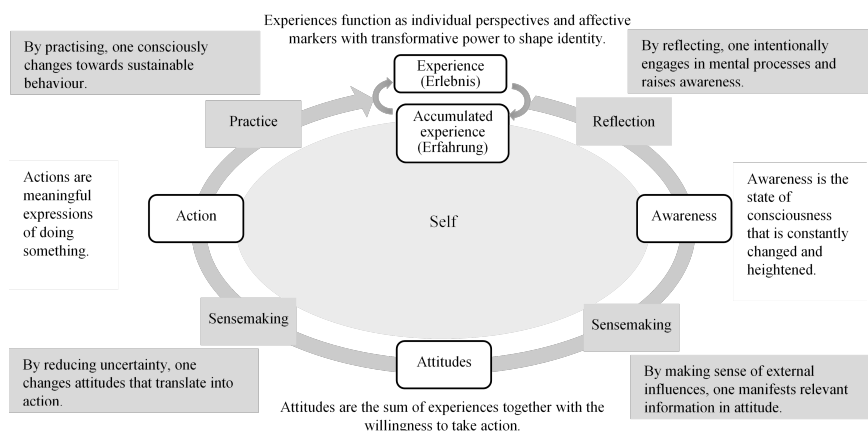 Experiences function as individual perspectives and affective
markers with transformative power to shape identity.
By practising, one consciously
changes towards sustainable
behaviour.
By reflecting, one intentionally
engages in mental processes and
raises awareness.
Experience
(Erlebnis)
Accumulated
experience
(Erfahrung)
Practice
Reflection
Actions are
meaningful
expressions
of doing
something.
Action
Self
Awareness
Awareness is the
state of
consciousness
that is constantly
changed and
heightened.
Sensemaking
Sensemaking
Attitudes
By reducing uncertainty, one
changes attitudes that translate into
action.
By making sense of external
influences, one manifests relevant
information in attitude.
Attitudes are the sum of experiences together with the
willingness to take action.